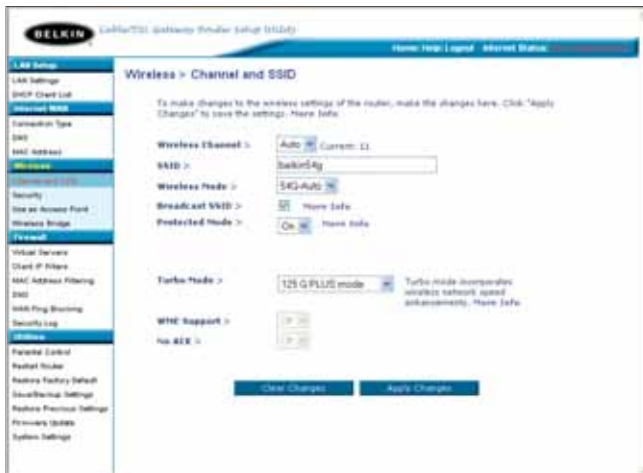 BELKIN Cable/DSL Gateway Router Setup Utility
Home| Help| Logout Internet Status:
LAN Setup
LAN Settings
DHCP Client List
Internet WAN
Connection Type
DNS
MAC Address
Wireless
Channel and SSID
Security
Use as Access Point
Wireless Bridge
Firewall
Virtual Servers
Client IP Filters
MAC Address Filtering
DMZ
WAN Ping Blocking
Security Log
Utilities
Parental Control
Restart Router
Restore Factory Default
Save/Backup Settings
Restore Previous Settings
Firmware Update
System Settings
Wireless > Channel and SSID
To make changes to the wireless settings of the router, make the changes here. Click "Apply
Changes" to save the settings. More Info
Wireless Channel > Auto Current: 11
SSID > belkin54g
Wireless Mode > 54G-Auto
Broadcast SSID > More Info
Protected Mode > On More Info
Turbo Mode > 125 G PLUS mode Turbo mode incorporates
wireless network speed
enhancements. More Info
WME Support >
No ACK >
Clear Changes Apply Changes